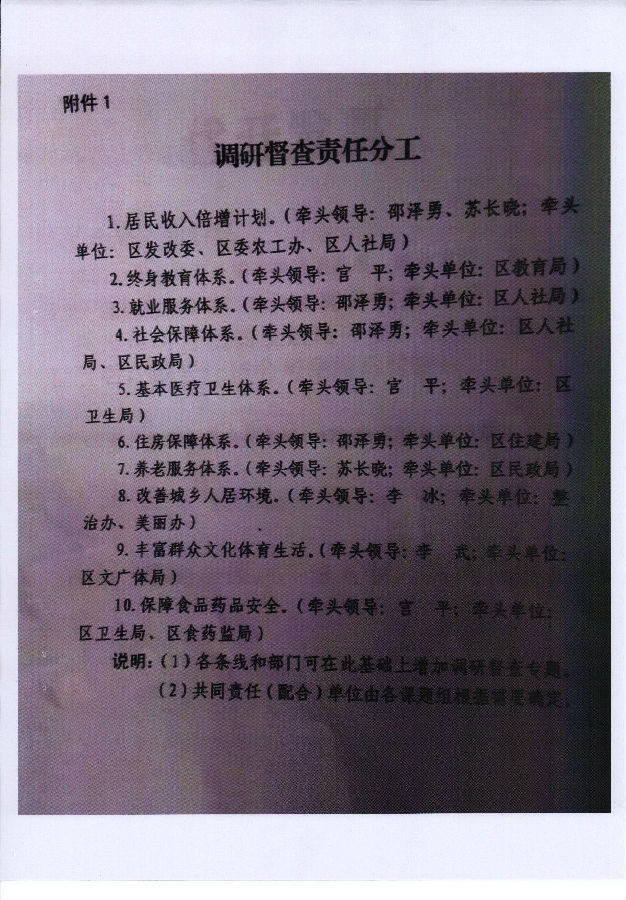 附件1
调研督查责任分工
1.居民收入倍增计划。(牵头领导：邵泽勇、苏长晓；牵头
单位：区发改委、区委农工办、区人社局)
2.终身教育体系。(牵头领导：宫　平；牵头单位：区教育局)
3.就业服务体系。(牵头领导：邵泽勇；牵头单位：区人社局)
4.社会保障体系。(牵头领导：邵泽勇；牵头单位：区人社
局、区民政局)
5.基本医疗卫生体系。(牵头领导：宫　平；牵头单位：区
卫生局)
6.住房保障体系。(牵头领导：邵泽勇；牵头单位：区住建局)
7.养老服务体系。(牵头领导：苏长晓；牵头单位：区民政局)
8.改善城乡人居环境。(牵头领导：李　冰；牵头单位：整
治办、美丽办)
9.丰富群众文化体育生活。(牵头领导：李　武；牵头单位：
区文广体局)
10.保障食品药品安全。(牵头领导：宫　平；牵头单位：
区卫生局、区食药监局)
说明：(1)各条线和部门可在此基础上增加调研督查专题。
(2)共同责任(配合)单位由各课题组根据需要确定。